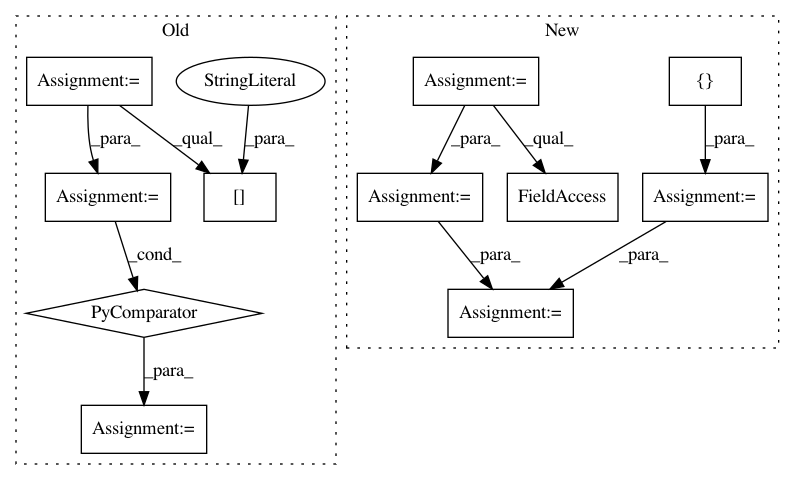 Old
New
Assignment:=
StringLiteral
Assignment:=
{}
_para_
_qual_
_para_
_para_
_qual_
_para_
Assignment:=
[]
Assignment:=
FieldAccess
Assignment:=
_cond_
_para_
_para_
PyComparator
Assignment:=
_para_
Assignment:=